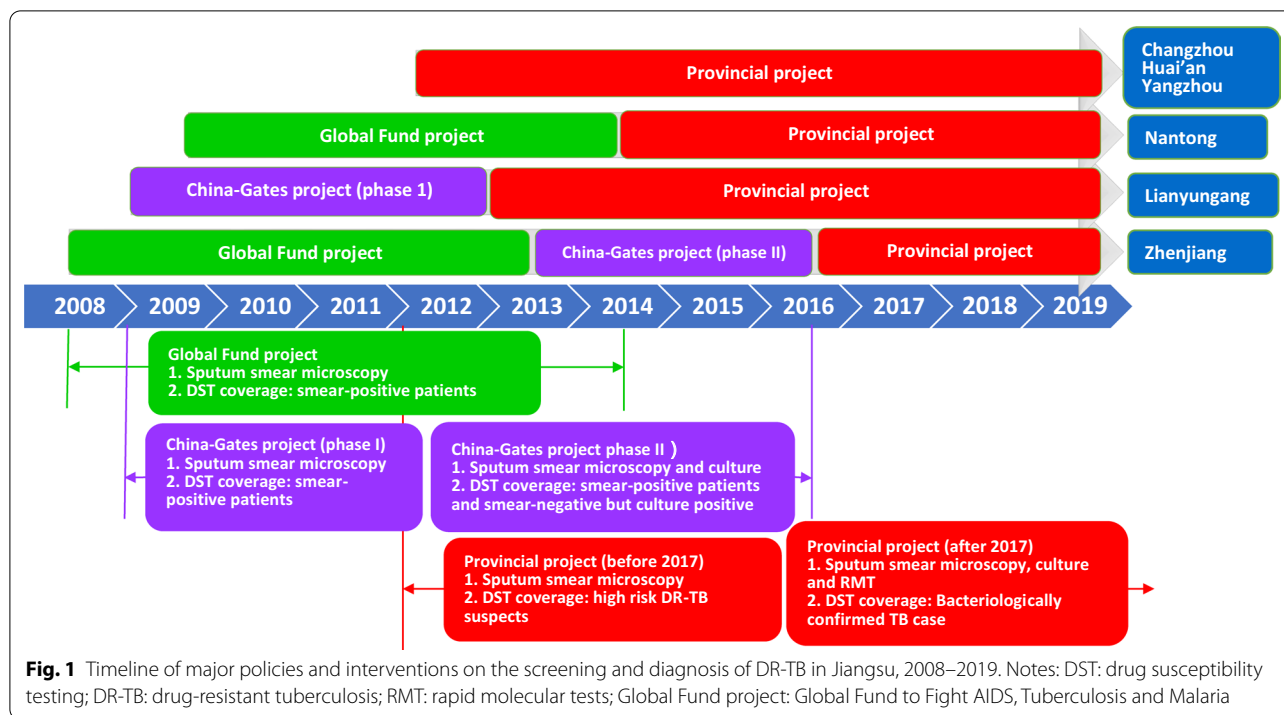 Provincial project
Changzhou
Huai'an
Yangzhou
Global Fund project
Provincial project
Nantong
China-Gates project (phase 1)
Provincial project
Lianyungang
Global Fund project
China-Gates project (phase II)
Provincial project
Zhenjiang
2008 2009 2010 2011 2012 2013 2014 2015 2016 2017 2018 2019
Global Fund project
1. Sputum smear microscopy
2. DST coverage: smear-positive patients
China-Gates project (phase I)
1. Sputum smear microscopy
2. DST coverage: smear-
positive patients
China-Gates project phase II）
1. Sputum smear microscopy and culture
2. DST coverage: smear-positive patients
and smear-negative but culture positive
Provincial project (before 2017)
1. Sputum smear microscopy
2. DST coverage: high risk DR-TB
suspects
Provincial project (after 2017)
1. Sputum smear microscopy, culture
and RMT
2. DST coverage: Bacteriologically
confirmed TB case
Fig. 1 Timeline of major policies and interventions on the screening and diagnosis of DR-TB in Jiangsu, 2008–2019. Notes: DST: drug susceptibility
testing; DR-TB: drug-resistant tuberculosis; RMT: rapid molecular tests; Global Fund project: Global Fund to Fight AIDS, Tuberculosis and Malaria